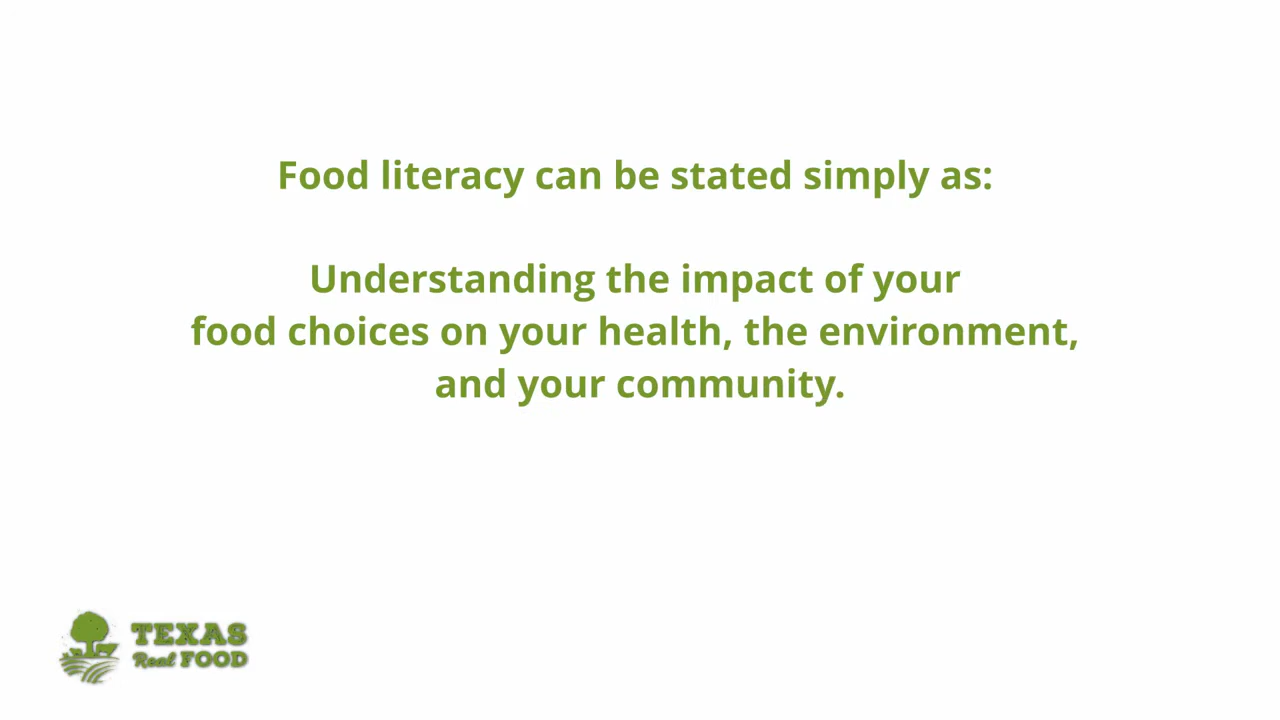 Food literacy can be stated simply as:
Understanding the impact of your
food choices on your health, the environment,
and your community.
TEXAS
Real FOOD